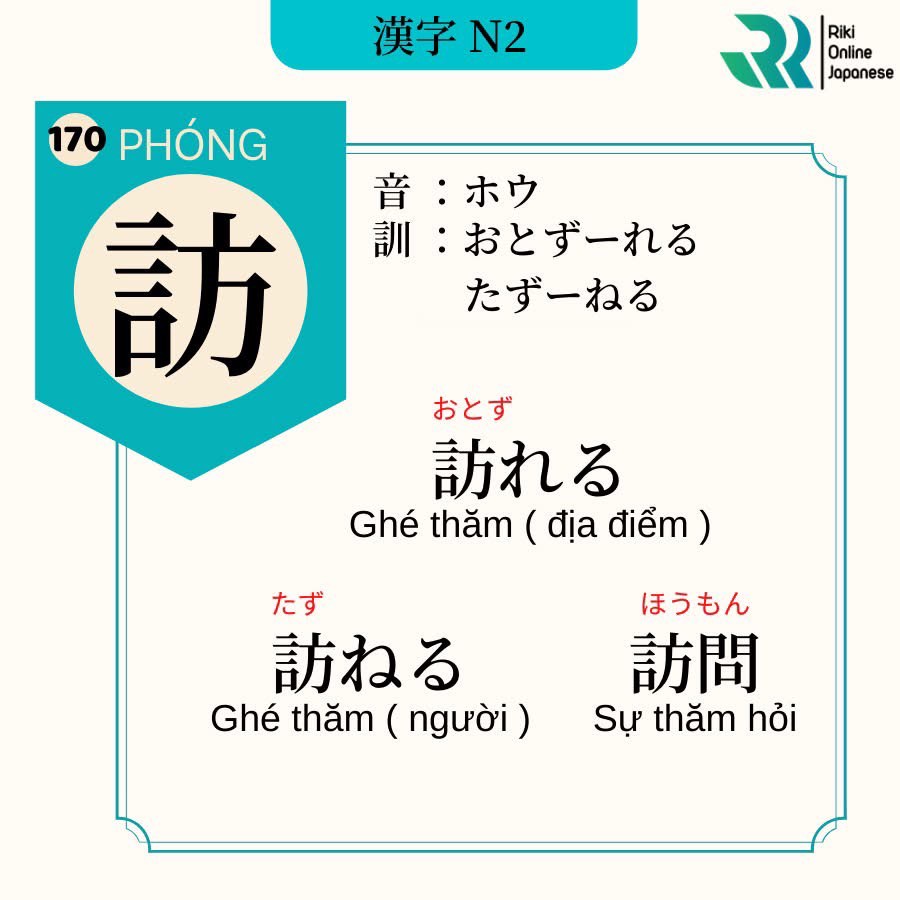 漢字 N2
Riki
Online
Japanese
170 PHÓNG
訪
音 ：ホウ
訓 ：おとずーれる
たずーねる
おとず
訪れる
Ghé thăm ( địa điểm )
たず
訪ねる
Ghé thăm ( người )
ほうもん
訪問
Sự thăm hỏi